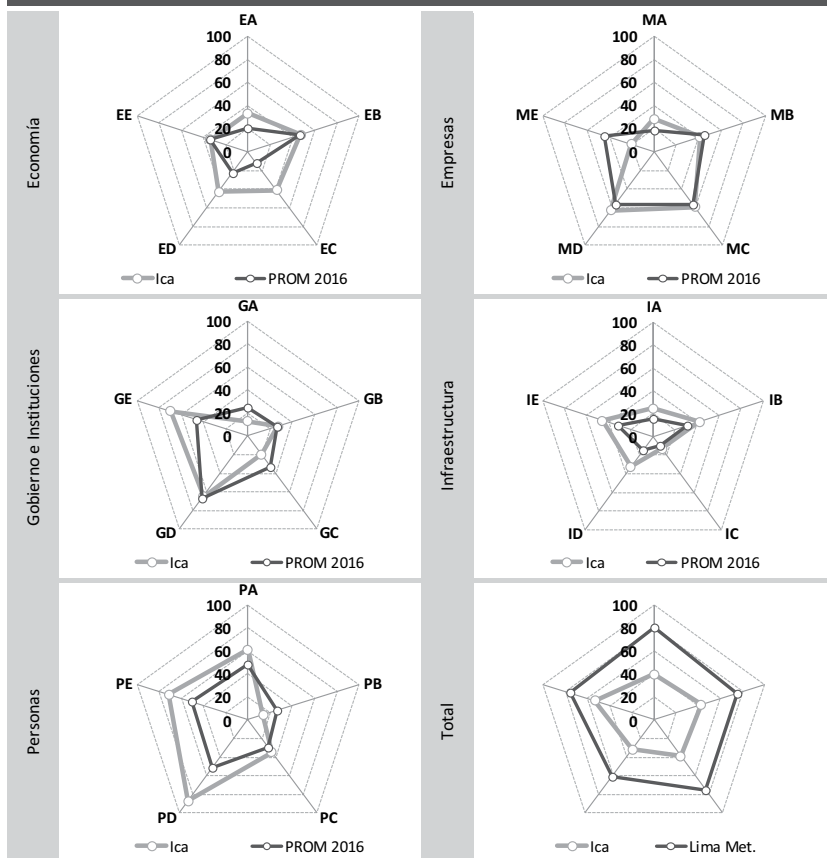 Economía
EA
100
80
60
40
20
0
EB
EC
ED
EE
Ica
PROM 2016
Empresas
MA
100
80
60
40
20
0
MB
MC
MD
ME
Ica
PROM 2016
Gobierno e Instituciones
GA
100
80
60
40
20
0
GB
GC
GD
GE
Ica
PROM 2016
Infraestructura
IA
100
80
60
40
20
0
IB
IC
ID
IE
Ica
PROM 2016
Personas
PA
100
80
60
40
20
0
PB
PC
PD
PE
Ica
PROM 2016
Total
100
80
60
40
20
0
Ica
Lima Met.